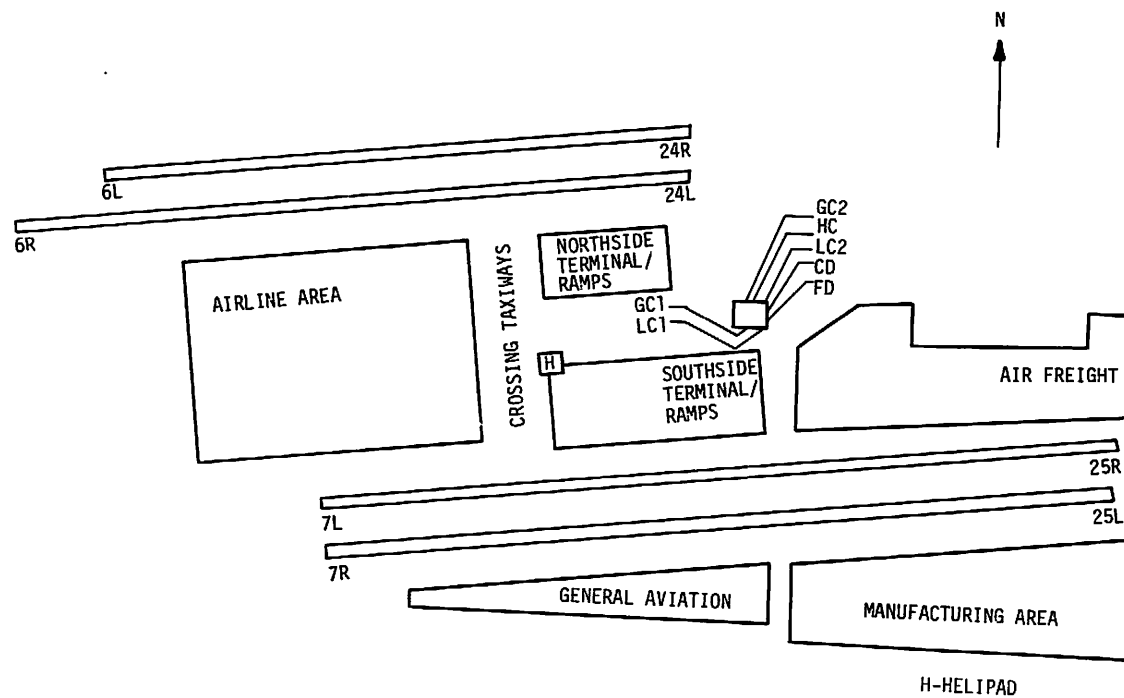 N
24R
6L
24L
6R
GC2
HC
LC2
CD
FD
NORTHSIDE
TERMINAL/
RAMPS
AIRLINE AREA
CROSSING TAXIWAYS
GC1
LC1
H
SOUTHSIDE
TERMINAL/
RAMPS
AIR FREIGHT
25R
7L
25L
7R
GENERAL AVIATION
MANUFACTURING AREA
H-HELIPAD